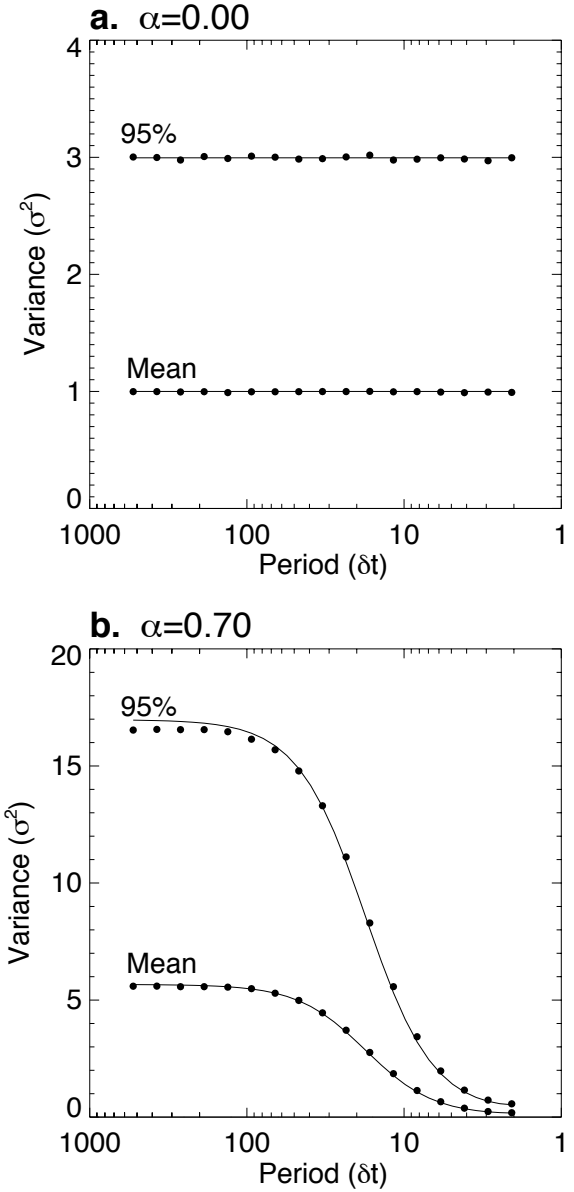 a. α=0.00
4
95%
3
Variance (σ²)
2
Mean
1
0
1000 100 10 1
Period (δt)
b. α=0.70
20
95%
15
Variance (σ²)
10
Mean
5
0
1000 100 10 1
Period (δt)